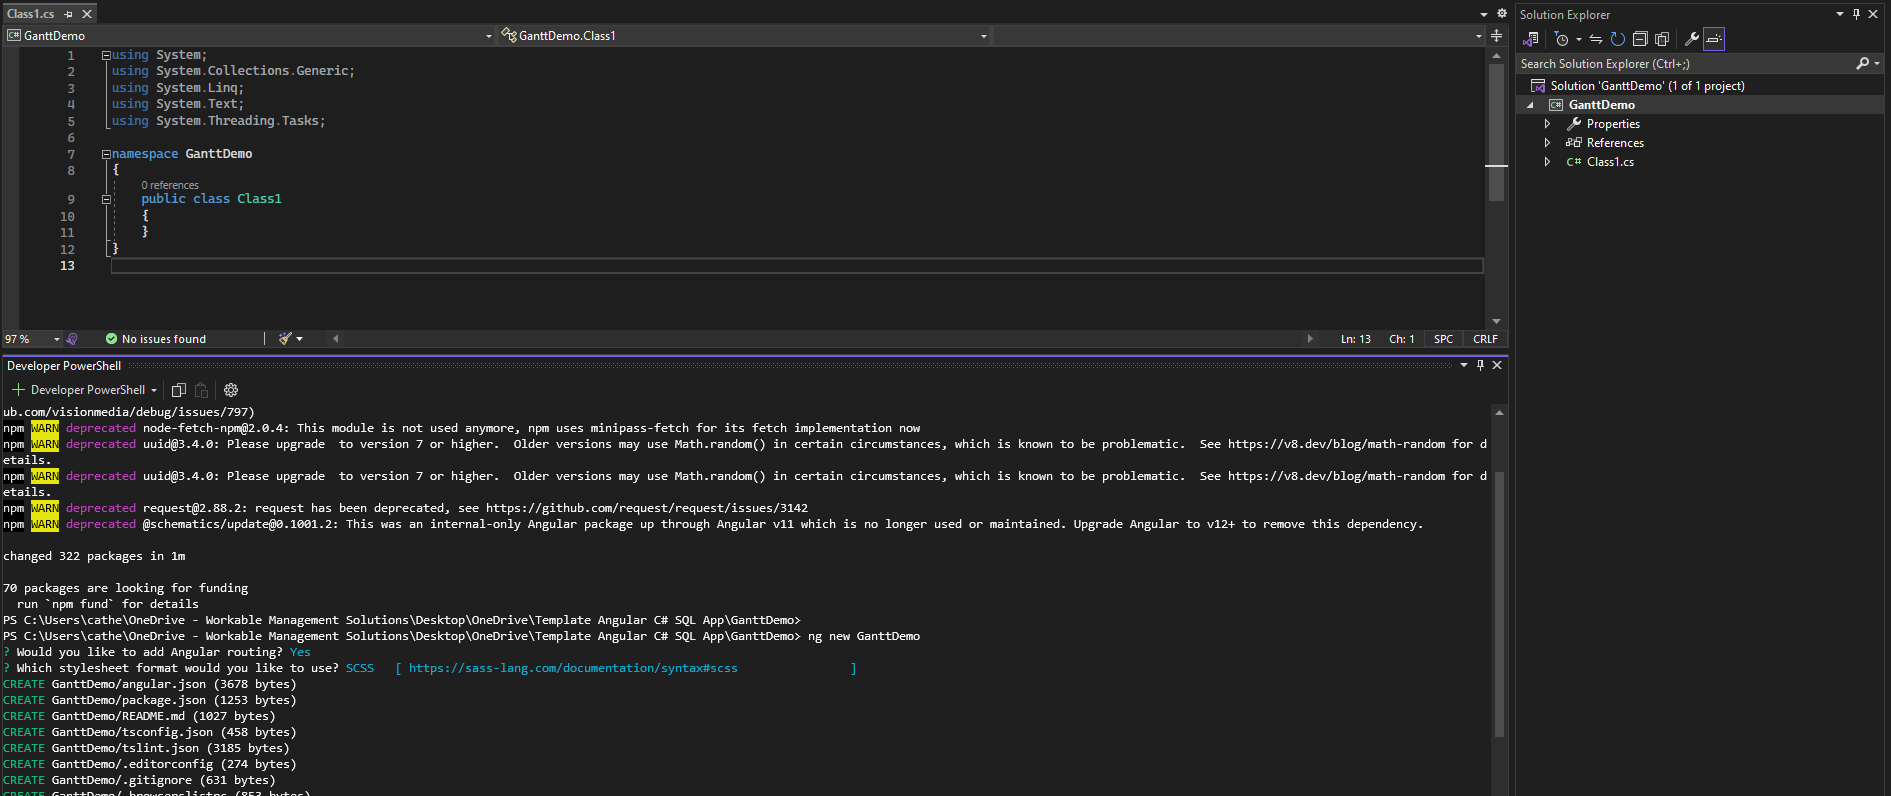 Class1.cs
GanttDemo
GanttDemo.Class1
1 using System;
2 using System.Collections.Generic;
3 using System.Linq;
4 using System.Text;
5 using System.Threading.Tasks;
6
7 namespace GanttDemo
8 {
0 references
9 public class Class1
10 {
11 }
12 }
13
97 %
No issues found
Ln: 13 Ch: 1 SPC CRLF
Developer PowerShell
Developer PowerShell
ub.com/visionmedia/debug/issues/797)
npm WARN deprecated node-fetch-npm@2.0.4: This module is not used anymore, npm uses minipass-fetch for its fetch implementation now
npm WARN deprecated uuid@3.4.0: Please upgrade  to version 7 or higher.  Older versions may use Math.random() in certain circumstances, which is known to be problematic.  See https://v8.dev/blog/math-random for d
etails.
npm WARN deprecated uuid@3.4.0: Please upgrade  to version 7 or higher.  Older versions may use Math.random() in certain circumstances, which is known to be problematic.  See https://v8.dev/blog/math-random for d
etails.
npm WARN deprecated request@2.88.2: request has been deprecated, see https://github.com/request/request/issues/3142
npm WARN deprecated @schematics/update@0.1001.2: This was an internal-only Angular package up through Angular v11 which is no longer used or maintained. Upgrade Angular to v12+ to remove this dependency.
changed 322 packages in 1m
70 packages are looking for funding
run `npm fund` for details
PS C:\Users\cathe\OneDrive - Workable Management Solutions\Desktop\OneDrive\Template Angular C# SQL App\GanttDemo>
PS C:\Users\cathe\OneDrive - Workable Management Solutions\Desktop\OneDrive\Template Angular C# SQL App\GanttDemo> ng new GanttDemo
? Would you like to add Angular routing? Yes
? Which stylesheet format would you like to use? SCSS   [ https://sass-lang.com/documentation/syntax#scss                ]
CREATE GanttDemo/angular.json (3678 bytes)
CREATE GanttDemo/package.json (1253 bytes)
CREATE GanttDemo/README.md (1027 bytes)
CREATE GanttDemo/tsconfig.json (458 bytes)
CREATE GanttDemo/tslint.json (3185 bytes)
CREATE GanttDemo/.editorconfig (274 bytes)
CREATE GanttDemo/.gitignore (631 bytes)
CREATE GanttDemo/.browserslistrc (853 bytes)
Solution Explorer
Search Solution Explorer (Ctrl+;)
Solution 'GanttDemo' (1 of 1 project)
C# GanttDemo
Properties
References
C# Class1.cs